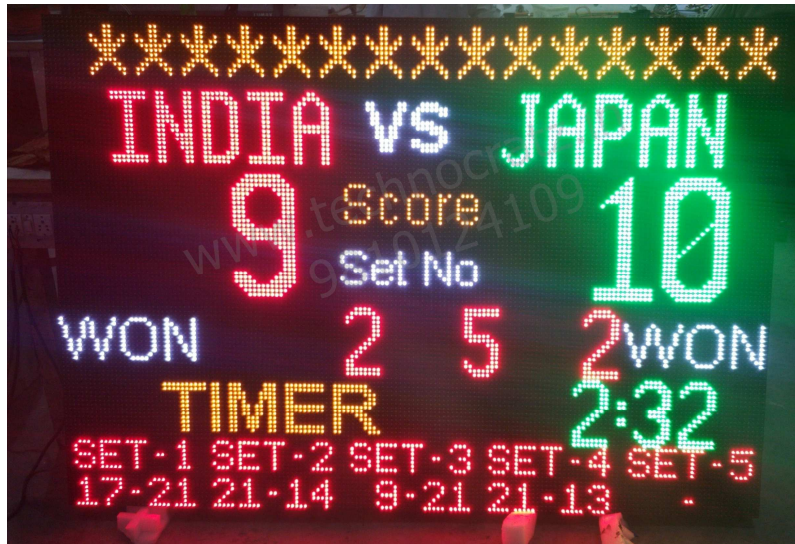 INDIA VS JAPAN
9 Score 10
Set No
WON 2 5 2 WON
TIMER 2:32
SET-1 SET-2 SET-3 SET-4 SET-5
17-21 21-14 9-21 21-13 -